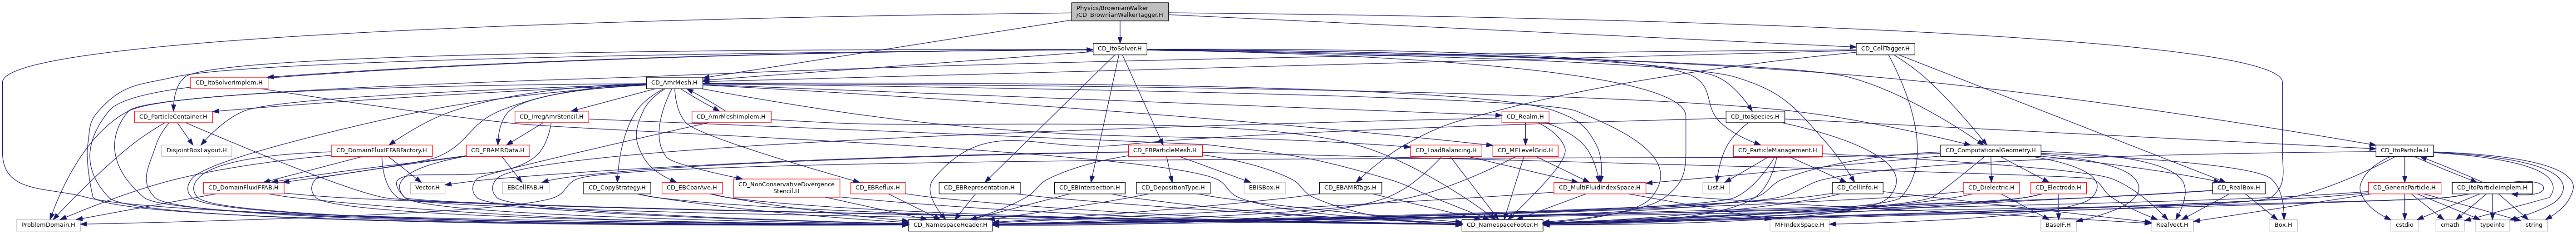 Physics/BrownianWalker
/CD_BrownianWalkerTagger.H
CD_ItoSolver.H
CD_CellTagger.H
CD_ItoSolverImplem.H
CD_AmrMesh.H
CD_ParticleContainer.H
CD_IrregAmrStencil.H
CD_AmrMeshImplem.H
CD_Realm.H
CD_ItoSpecies.H
DisjointBoxLayout.H
CD_DomainFluxIFFABFactory.H
CD_EBAMRData.H
CD_EBParticleMesh.H
CD_LoadBalancing.H
CD_MFLevelGrid.H
CD_ParticleManagement.H
CD_ComputationalGeometry.H
CD_ItoParticle.H
CD_DomainFluxIFFAB.H
Vector.H
EBCellFAB.H
CD_CopyStrategy.H
CD_EBCoarAve.H
CD_NonConservativeDivergence
Stencil.H
CD_EBReflux.H
CD_EBRepresentation.H
CD_EBIntersection.H
CD_DepositionType.H
EBISBox.H
CD_EBAMRTags.H
CD_MultiFluidIndexSpace.H
List.H
CD_CellInfo.H
CD_Dielectric.H
CD_Electrode.H
CD_RealBox.H
CD_GenericParticle.H
CD_ItoParticleImplem.H
ProblemDomain.H
CD_NamespaceHeader.H
CD_NamespaceFooter.H
MFIndexSpace.H
BaseIF.H
RealVect.H
Box.H
cstdio
cmath
typeinfo
string